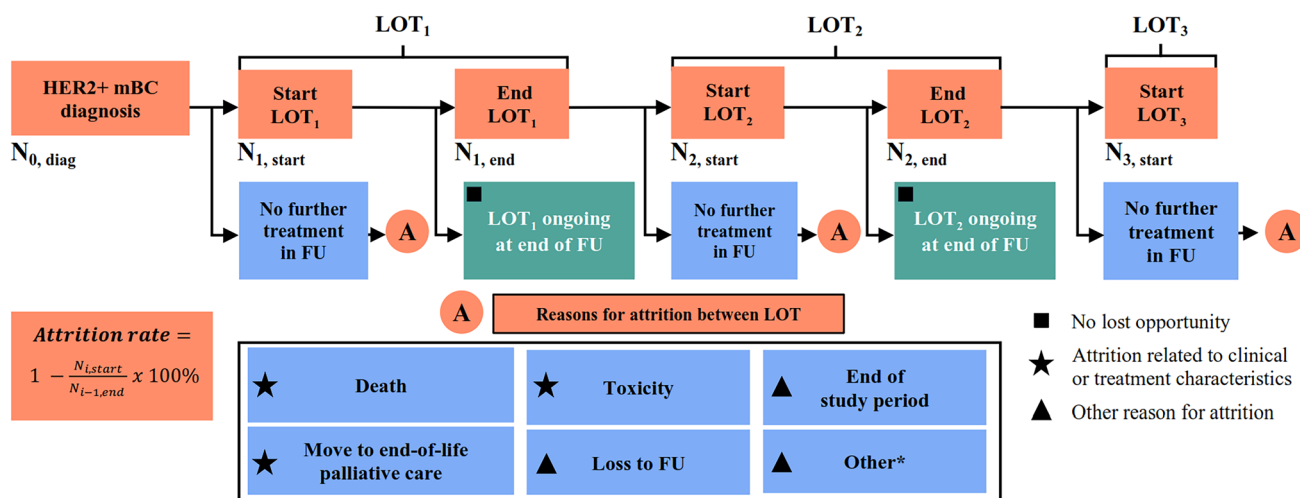 LOT₁
LOT₂
LOT₃
HER2+ mBC
diagnosis
Start
LOT₁
End
LOT₁
Start
LOT₂
End
LOT₂
Start
LOT₃
N₀, diag
N₁, start
N₁, end
N₂, start
N₂, end
N₃, start
No further
treatment
in FU
A
LOT₁ ongoing
at end of FU
No further
treatment
in FU
A
LOT₂ ongoing
at end of FU
No further
treatment
in FU
A
Attrition rate =
1 − N𝑖,start / N𝑖−1,end x 100%
A
Reasons for attrition between LOT
Death
Toxicity
End of
study period
Move to end-of-life
palliative care
Loss to FU
Other*
No lost opportunity
Attrition related to clinical
or treatment characteristics
Other reason for attrition